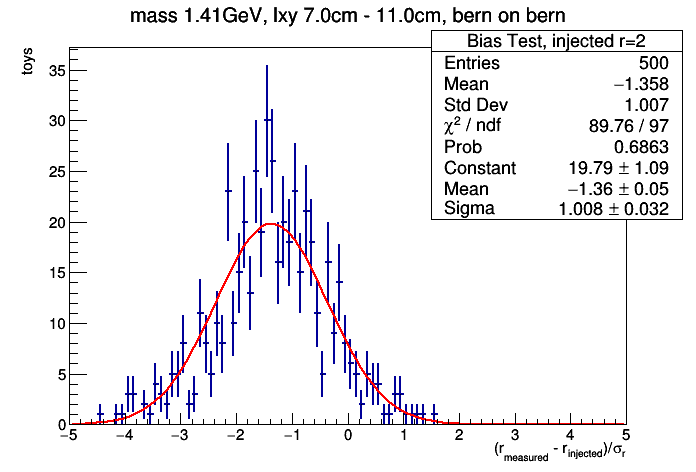 mass 1.41GeV, lxy 7.0cm - 11.0cm, bern on bern
toys
Bias Test, injected r=2
Entries 500
Mean −1.358
Std Dev 1.007
χ² / ndf 89.76 / 97
Prob 0.6863
Constant 19.79 ± 1.09
Mean −1.36 ± 0.05
Sigma 1.008 ± 0.032
35
30
25
20
15
10
5
0
−5 −4 −3 −2 −1 0 1 2 3 4 5
(r_measured - r_injected)/σ_r